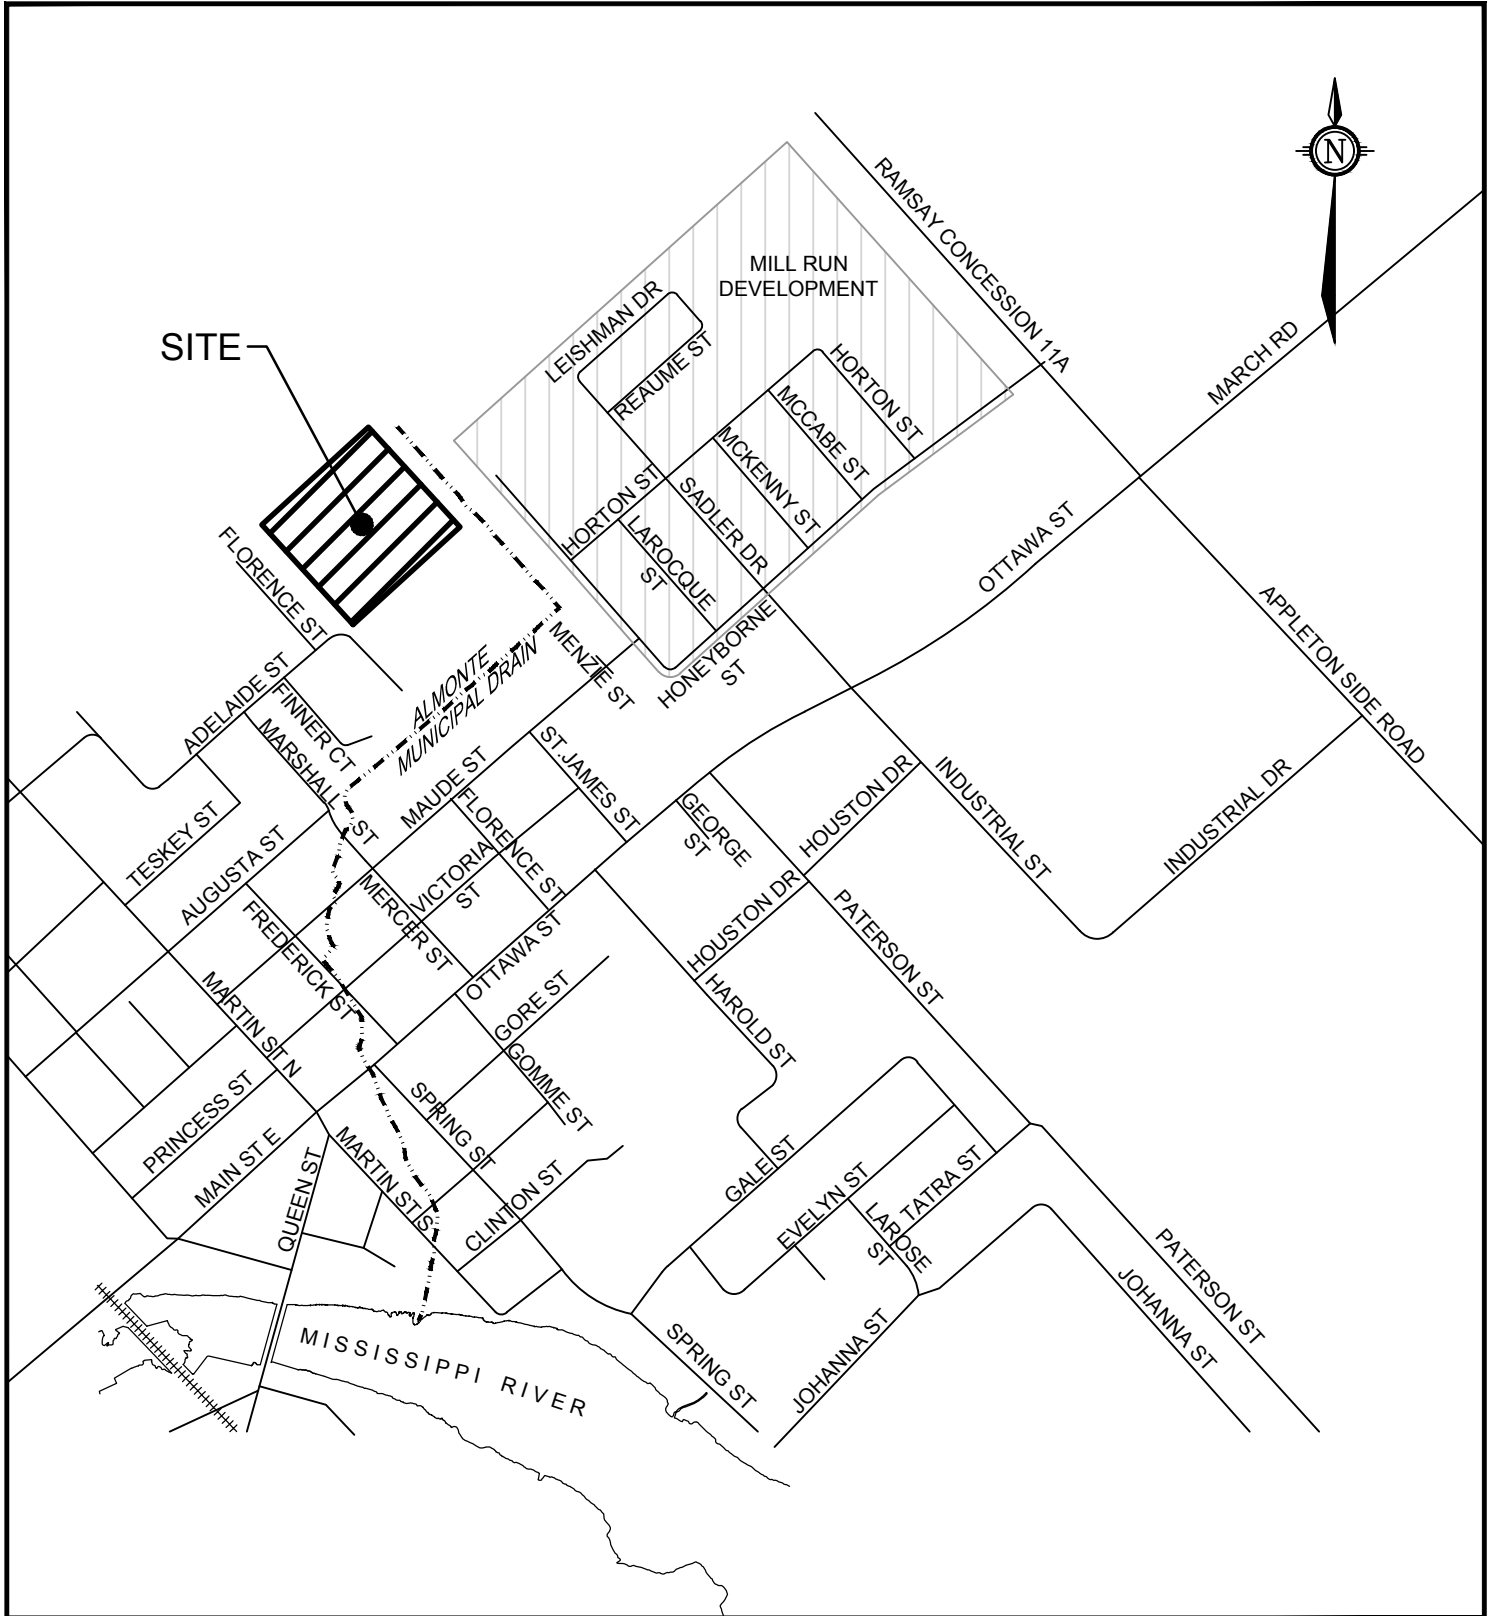 N
RAMSAY CONCESSION 11A
MILL RUN
DEVELOPMENT
LEISHMAN DR
REAUME ST
SITE
MARCH RD
HORTON ST
MCCABE ST
MCKENNY ST
HORTON ST
SADLER DR
LAROCQUE
ST
OTTAWA ST
FLORENCE ST
HONEYBORNE
ST
MENZIE ST
ALMONTE
MUNICIPAL DRAIN
APPLETON SIDE ROAD
ADELAIDE ST
FINNER CT
MARSHALL
ST
MAUDE ST
ST.JAMES ST
INDUSTRIAL ST
INDUSTRIAL DR
HOUSTON DR
GEORGE
ST
TESKEY ST
AUGUSTA ST
FLORENCE ST
VICTORIA
ST
MERCER ST
HOUSTON DR
PATERSON ST
FREDERICK ST
OTTAWA ST
MARTIN ST N
GORE ST
HAROLD ST
GOMME ST
PRINCESS ST
SPRING ST
MAIN ST E
MARTIN ST S
QUEEN ST
CLINTON ST
GALE ST
EVELYN ST
TATRA ST
LAROSE
ST
PATERSON ST
JOHANNA ST
JOHANNA ST
SPRING ST
MISSISSIPPI RIVER